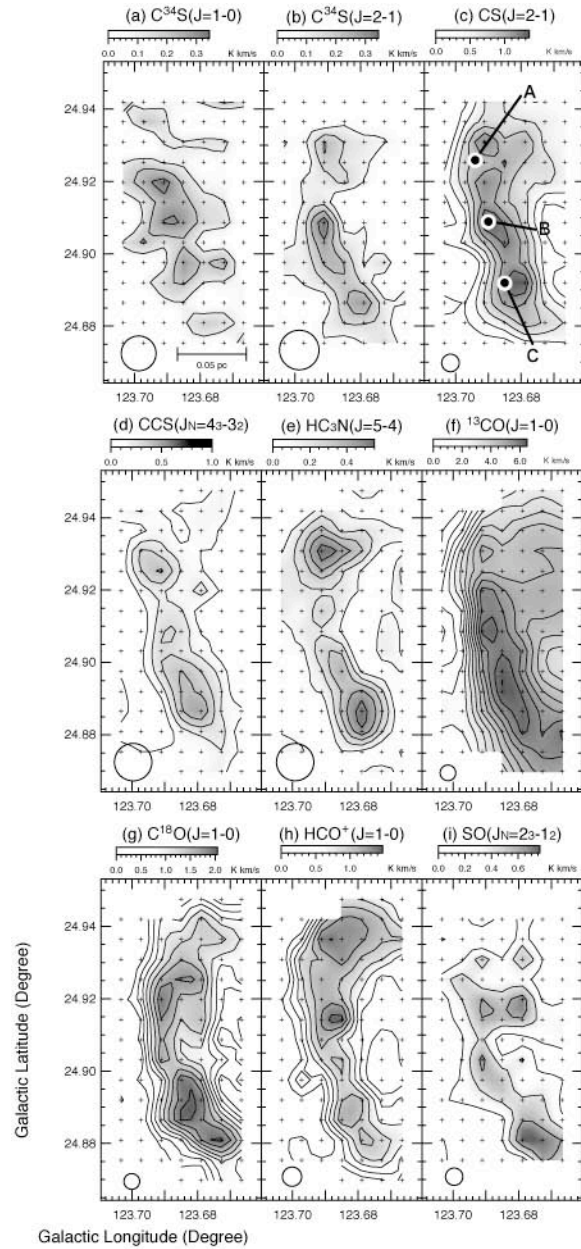 (a) C³⁴S(J=1-0) (b) C³⁴S(J=2-1) (c) CS(J=2-1)
0.0 0.1 0.2 0.3 K km/s 0.0 0.1 0.2 0.3 K km/s 0.0 0.5 1.0 K km/s
24.94
A
24.92
B
24.90
24.88
0.05 pc
C
123.70 123.68 123.70 123.68 123.70 123.68
(d) CCS(JN=43-32) (e) HC3N(J=5-4) (f) ¹³CO(J=1-0)
0.0 0.5 1.0 K km/s 0.0 0.2 0.4 K km/s 0.0 2.0 4.0 6.0 K km/s
24.94
24.92
24.90
24.88
123.70 123.68 123.70 123.68 123.70 123.68
(g) C¹⁸O(J=1-0) (h) HCO⁺(J=1-0) (i) SO(JN=23-12)
0.0 0.5 1.0 1.5 2.0 K km/s 0.0 0.5 1.0 K km/s 0.0 0.2 0.4 0.6 K km/s
24.94
24.92
24.90
24.88
123.70 123.68 123.70 123.68 123.70 123.68
Galactic Latitude (Degree)
Galactic Longitude (Degree)